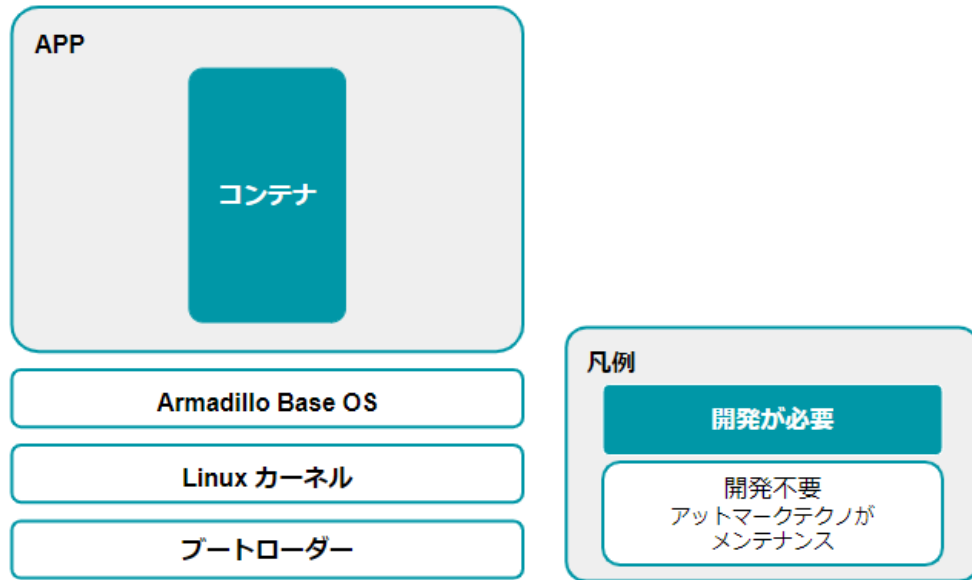 APP
コンテナ
Armadillo Base OS
Linux カーネル
ブートローダー
凡例
開発が必要
開発不要
アットマークテクノが
メンテナンス